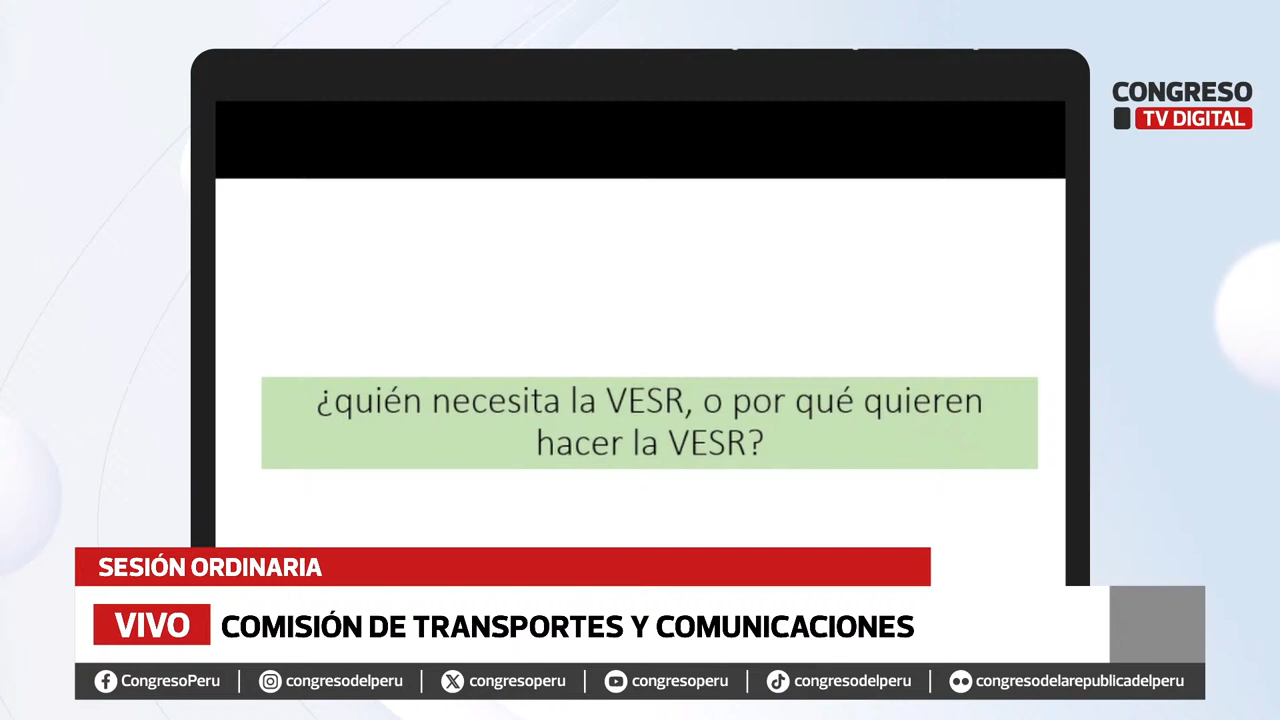 CONGRESO
TV DIGITAL
¿quién necesita la VESR, o por qué quieren
hacer la VESR?
SESIÓN ORDINARIA
VIVO COMISIÓN DE TRANSPORTES Y COMUNICACIONES
CongresoPeru | congresodelperu | congresoperu | congresoperu | congresodelperu | congresodelarepublicadelperu